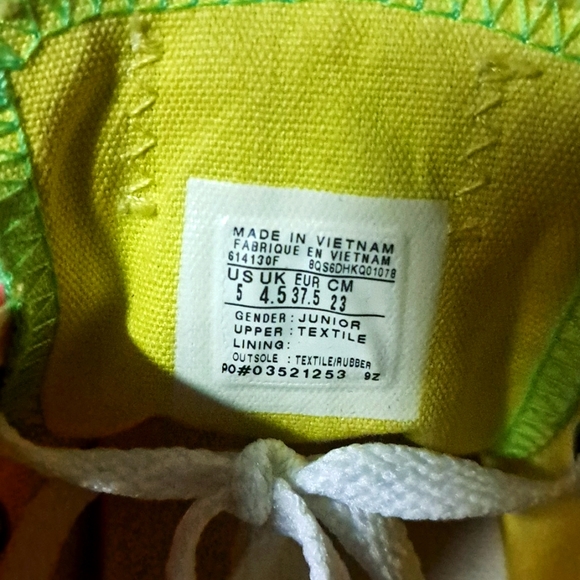 MADE IN VIETNAM
FABRIQUE EN VIETNAM
614130F 8QS6DHKQ01078
US UK EUR CM
5 4.5 37.5 23
GENDER: JUNIOR
UPPER : TEXTILE
LINING:
OUTSOLE : TEXTILE/RUBBER
PO#03521253 9Z